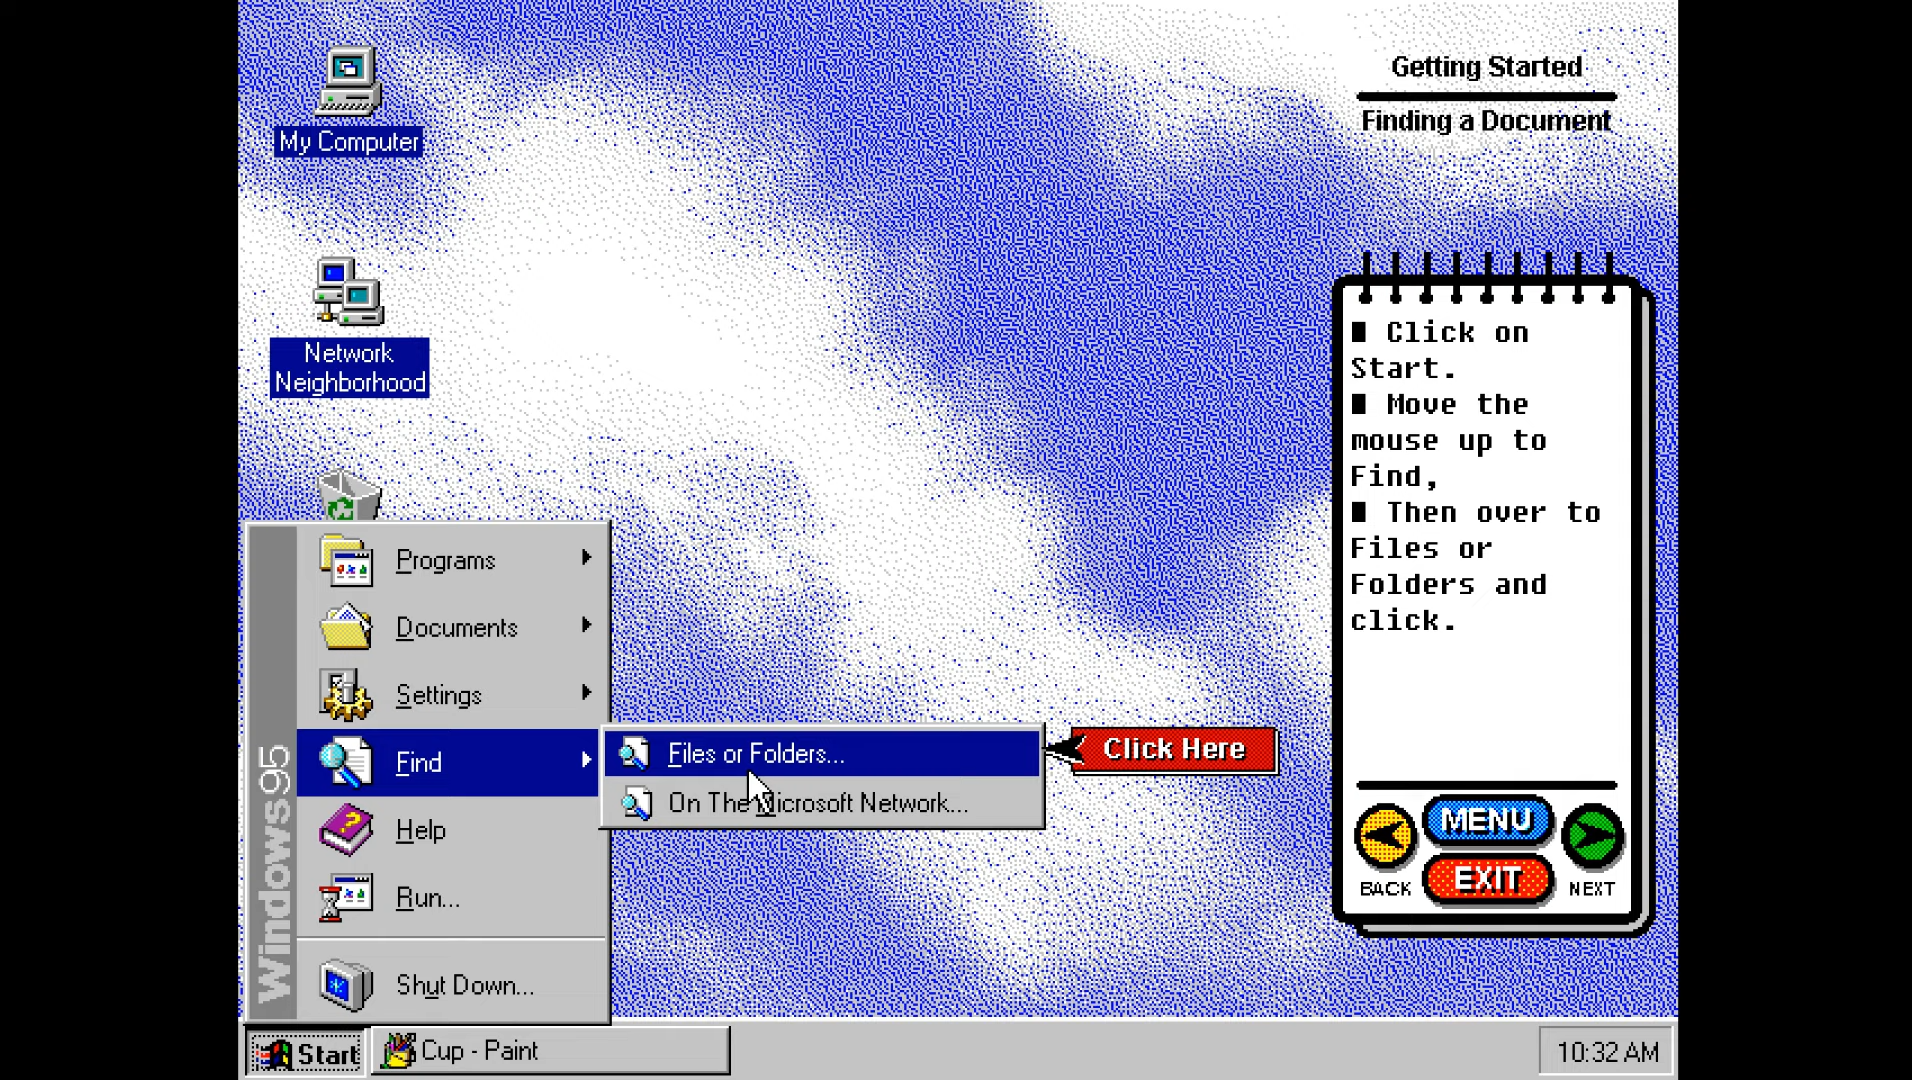 My Computer
Network
Neighborhood
Getting Started
Finding a Document
■ Click on
Start.
■ Move the
mouse up to
Find,
■ Then over to
Files or
Folders and
click.
MENU
EXIT
BACK
NEXT
Windows95
Programs
Documents
Settings
Find
Help
Run...
Shut Down...
Files or Folders...
On The Microsoft Network...
Click Here
Start
Cup - Paint
10:32 AM